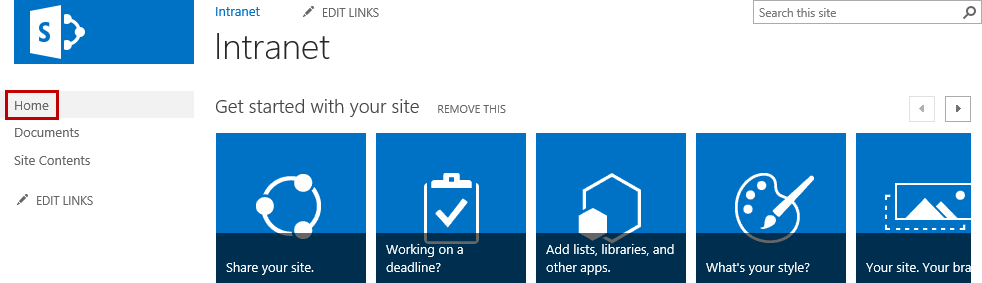 S
Intranet
EDIT LINKS
Search this site
Intranet
Home
Documents
Site Contents
EDIT LINKS
Get started with your site
REMOVE THIS
Share your site.
Working on a
deadline?
Add lists, libraries, and
other apps.
What's your style?
Your site. Your bra